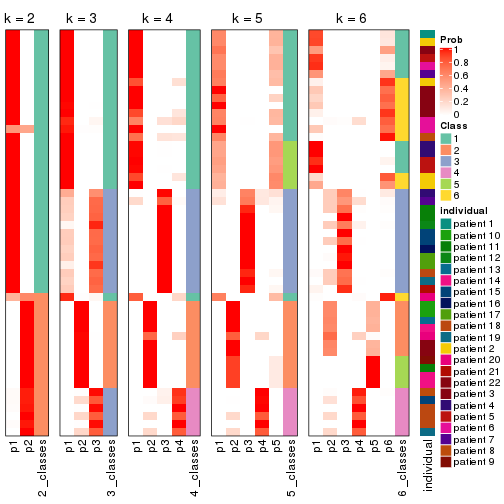 k = 2
k = 3
k = 4
k = 5
k = 6
p1
p2
2_classes
p1
p2
p3
3_classes
p1
p2
p3
p4
4_classes
p1
p2
p3
p4
p5
5_classes
p1
p2
p3
p4
p5
p6
6_classes
individual
Prob
1
0.8
0.6
0.4
0.2
0
Class
1
2
3
4
5
6
Individual
patient 1
patient 10
patient 11
patient 12
patient 13
patient 14
patient 15
patient 16
patient 17
patient 18
patient 19
patient 2
patient 20
patient 21
patient 22
patient 3
patient 4
patient 5
patient 6
patient 7
patient 8
patient 9